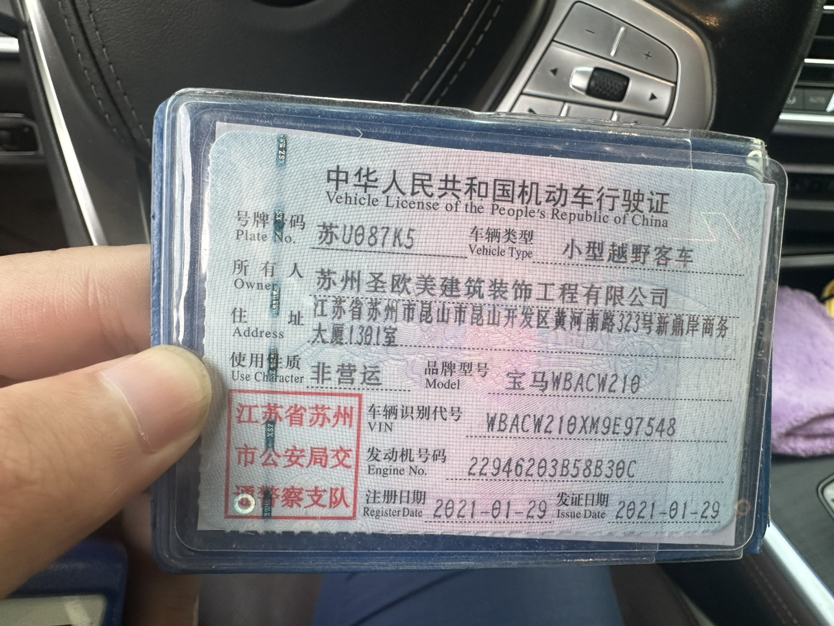 中华人民共和国机动车行驶证
Vehicle License of the People's Republic of China
号牌号码 苏U087K5 车辆类型 小型越野客车
Plate No. Vehicle Type
所有人 苏州圣欧美建筑装饰工程有限公司
Owner
住址 江苏省苏州市昆山市昆山开发区黄河南路323号新鼎岸商务
Address 大厦1301室
使用性质 非营运 品牌型号 宝马WBACW210
Use Character Model
江苏省苏州
市公安局交
通警察支队
车辆识别代号 WBACW210XM9E97548
VIN
发动机号码 22946203B58B30C
Engine No.
注册日期 2021-01-29 发证日期 2021-01-29
Register Date Issue Date